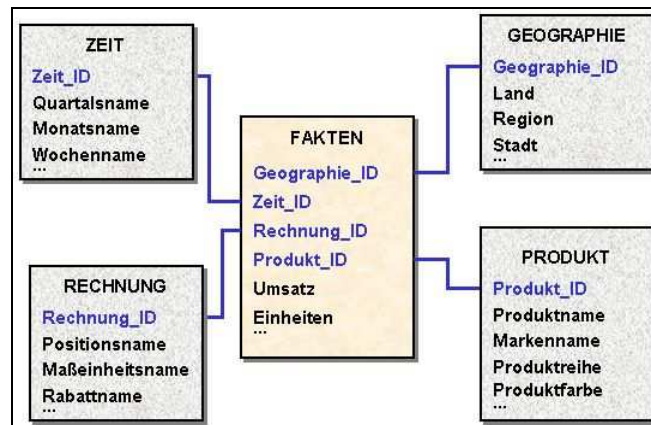 ZEIT
Zeit_ID
Quartalsname
Monatsname
Wochenname
...
GEOGRAPHIE
Geographie_ID
Land
Region
Stadt
...
FAKTEN
Geographie_ID
Zeit_ID
Rechnung_ID
Produkt_ID
Umsatz
Einheiten
...
RECHNUNG
Rechnung_ID
Positionsname
Maßeinheitsname
Rabattname
...
PRODUKT
Produkt_ID
Produktname
Markenname
Produktreihe
Produktfarbe
...